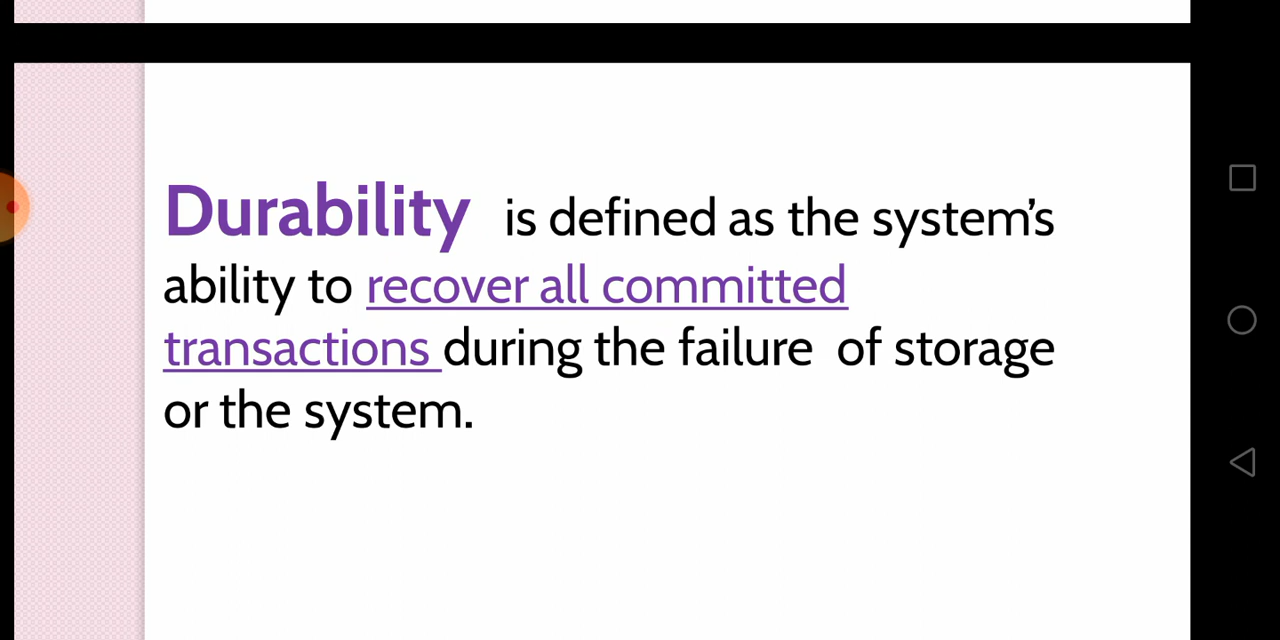 Durability is defined as the system’s
ability to recover all committed
transactions during the failure of storage
or the system.